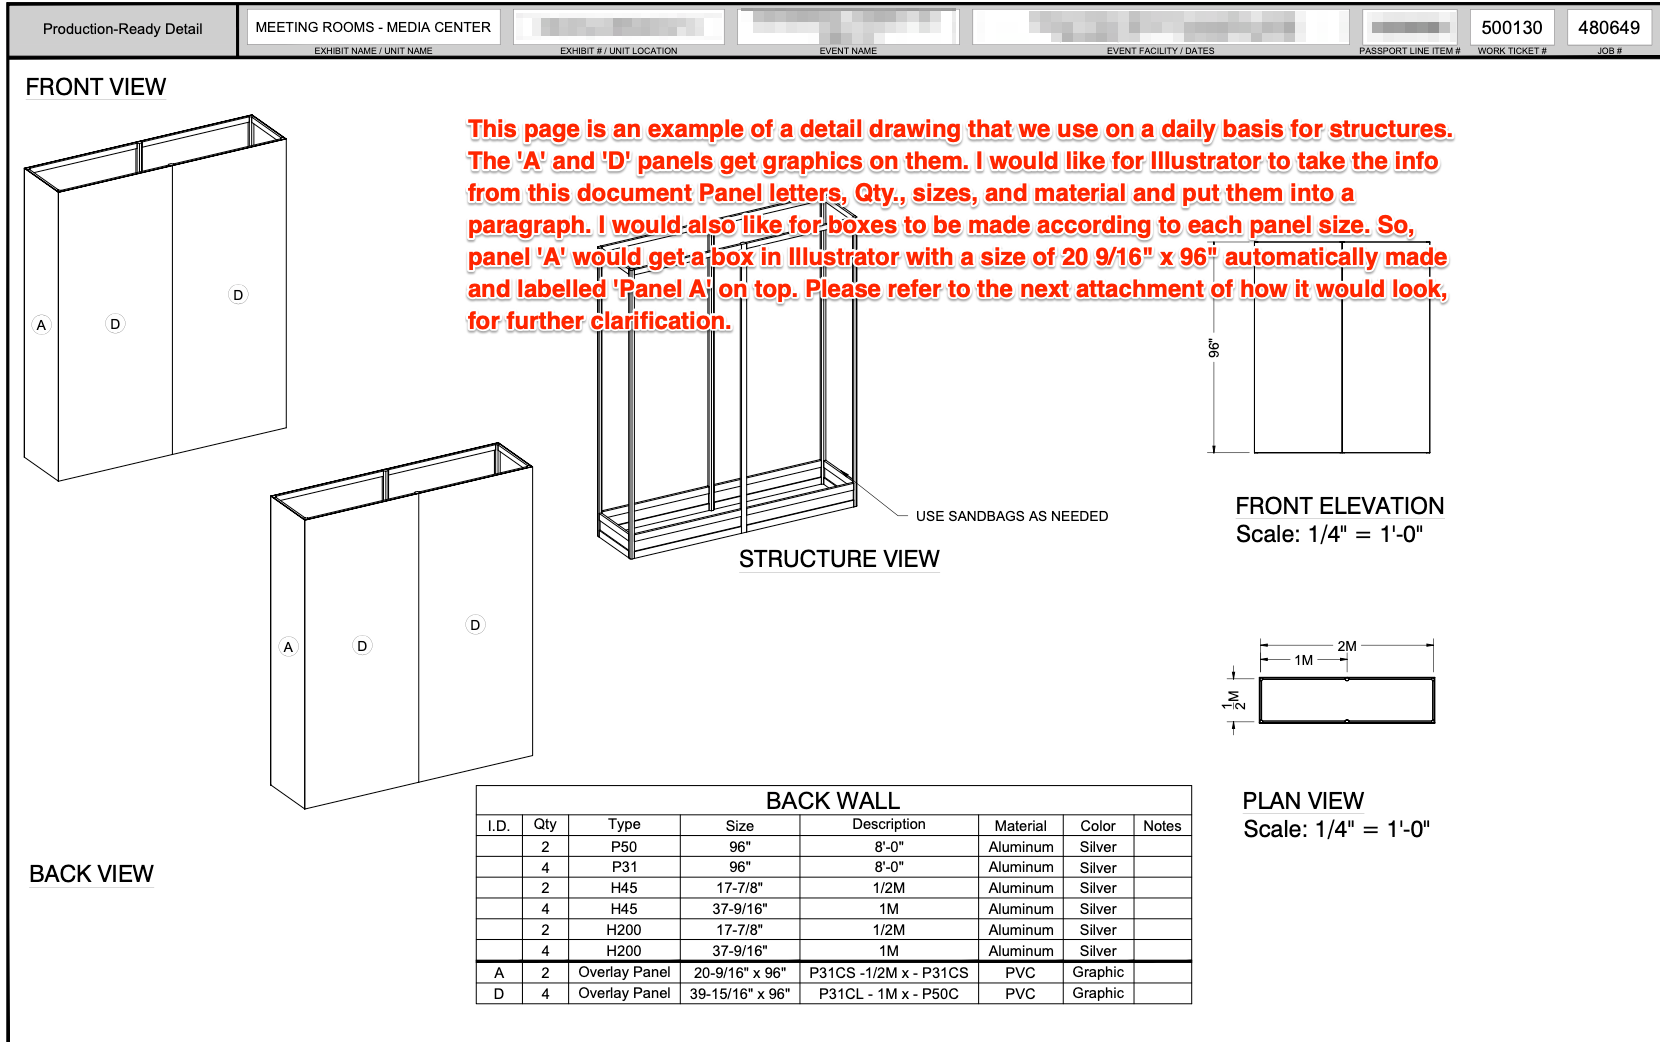 Production-Ready Detail
MEETING ROOMS - MEDIA CENTER
500130
480649
EXHIBIT NAME / UNIT NAME
EXHIBIT # / UNIT LOCATION
EVENT NAME
EVENT FACILITY / DATES
PASSPORT LINE ITEM #
WORK TICKET #
JOB #
FRONT VIEW
This page is an example of a detail drawing that we use on a daily basis for structures.
The 'A' and 'D' panels get graphics on them. I would like for Illustrator to take the info
from this document Panel letters, Qty., sizes, and material and put them into a
paragraph. I would also like for boxes to be made according to each panel size. So,
panel 'A' would get a box in Illustrator with a size of 20 9/16" x 96" automatically made
and labelled 'Panel A' on top. Please refer to the next attachment of how it would look,
for further clarification.
A
D
D
96"
A
D
D
USE SANDBAGS AS NEEDED
STRUCTURE VIEW
FRONT ELEVATION
Scale: 1/4" = 1'-0"
2M
1M
1/2M
PLAN VIEW
Scale: 1/4" = 1'-0"
BACK VIEW
BACK WALL
I.D. Qty Type Size Description Material Color Notes
2 P50 96" 8'-0" Aluminum Silver
4 P31 96" 8'-0" Aluminum Silver
2 H45 17-7/8" 1/2M Aluminum Silver
4 H45 37-9/16" 1M Aluminum Silver
2 H200 17-7/8" 1/2M Aluminum Silver
4 H200 37-9/16" 1M Aluminum Silver
A 2 Overlay Panel 20-9/16" x 96" P31CS -1/2M x - P31CS PVC Graphic
D 4 Overlay Panel 39-15/16" x 96" P31CL - 1M x - P50C PVC Graphic